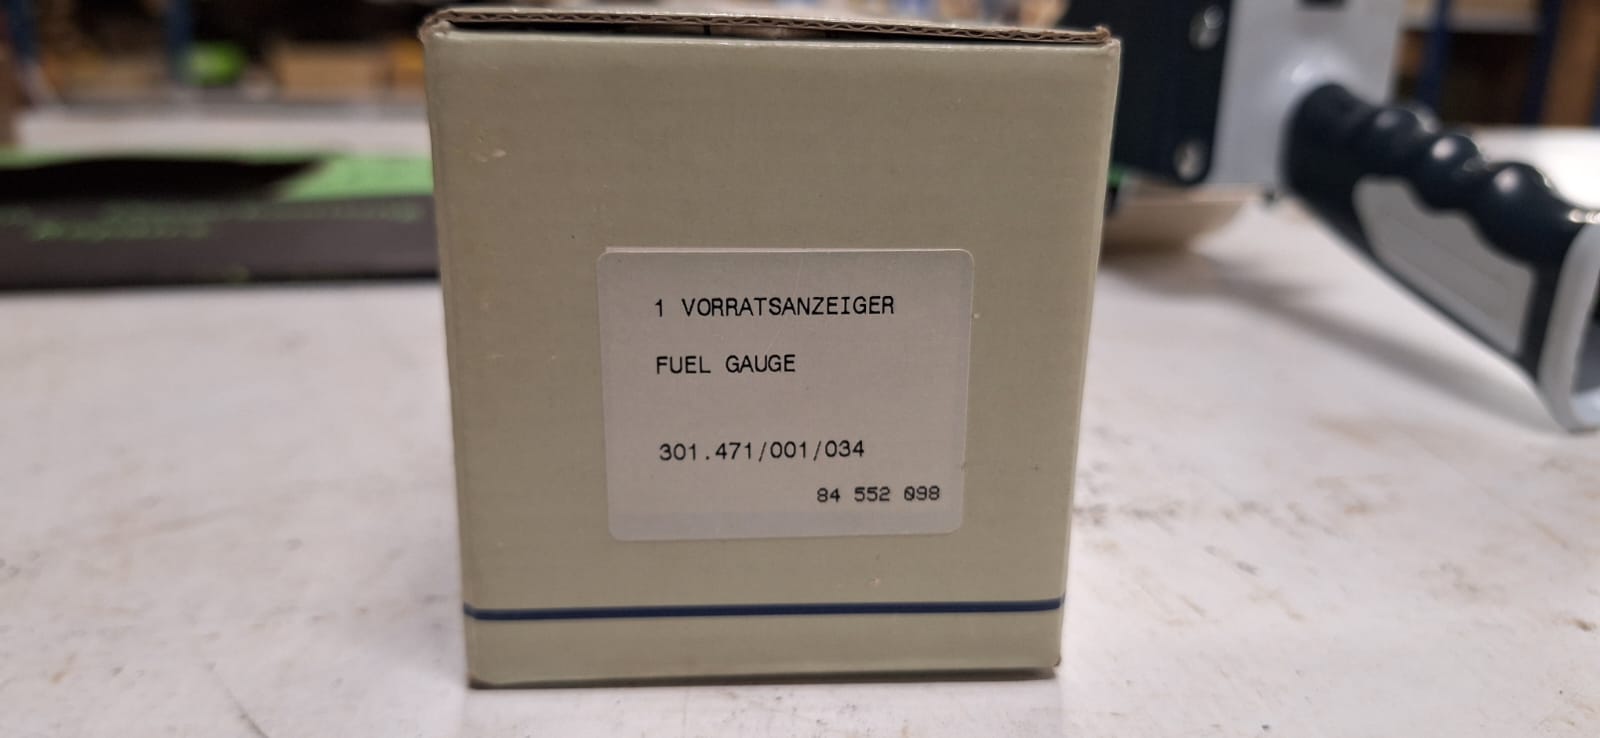 1 VORRATSANZEIGER
FUEL GAUGE
301.471/001/034
84 552 098